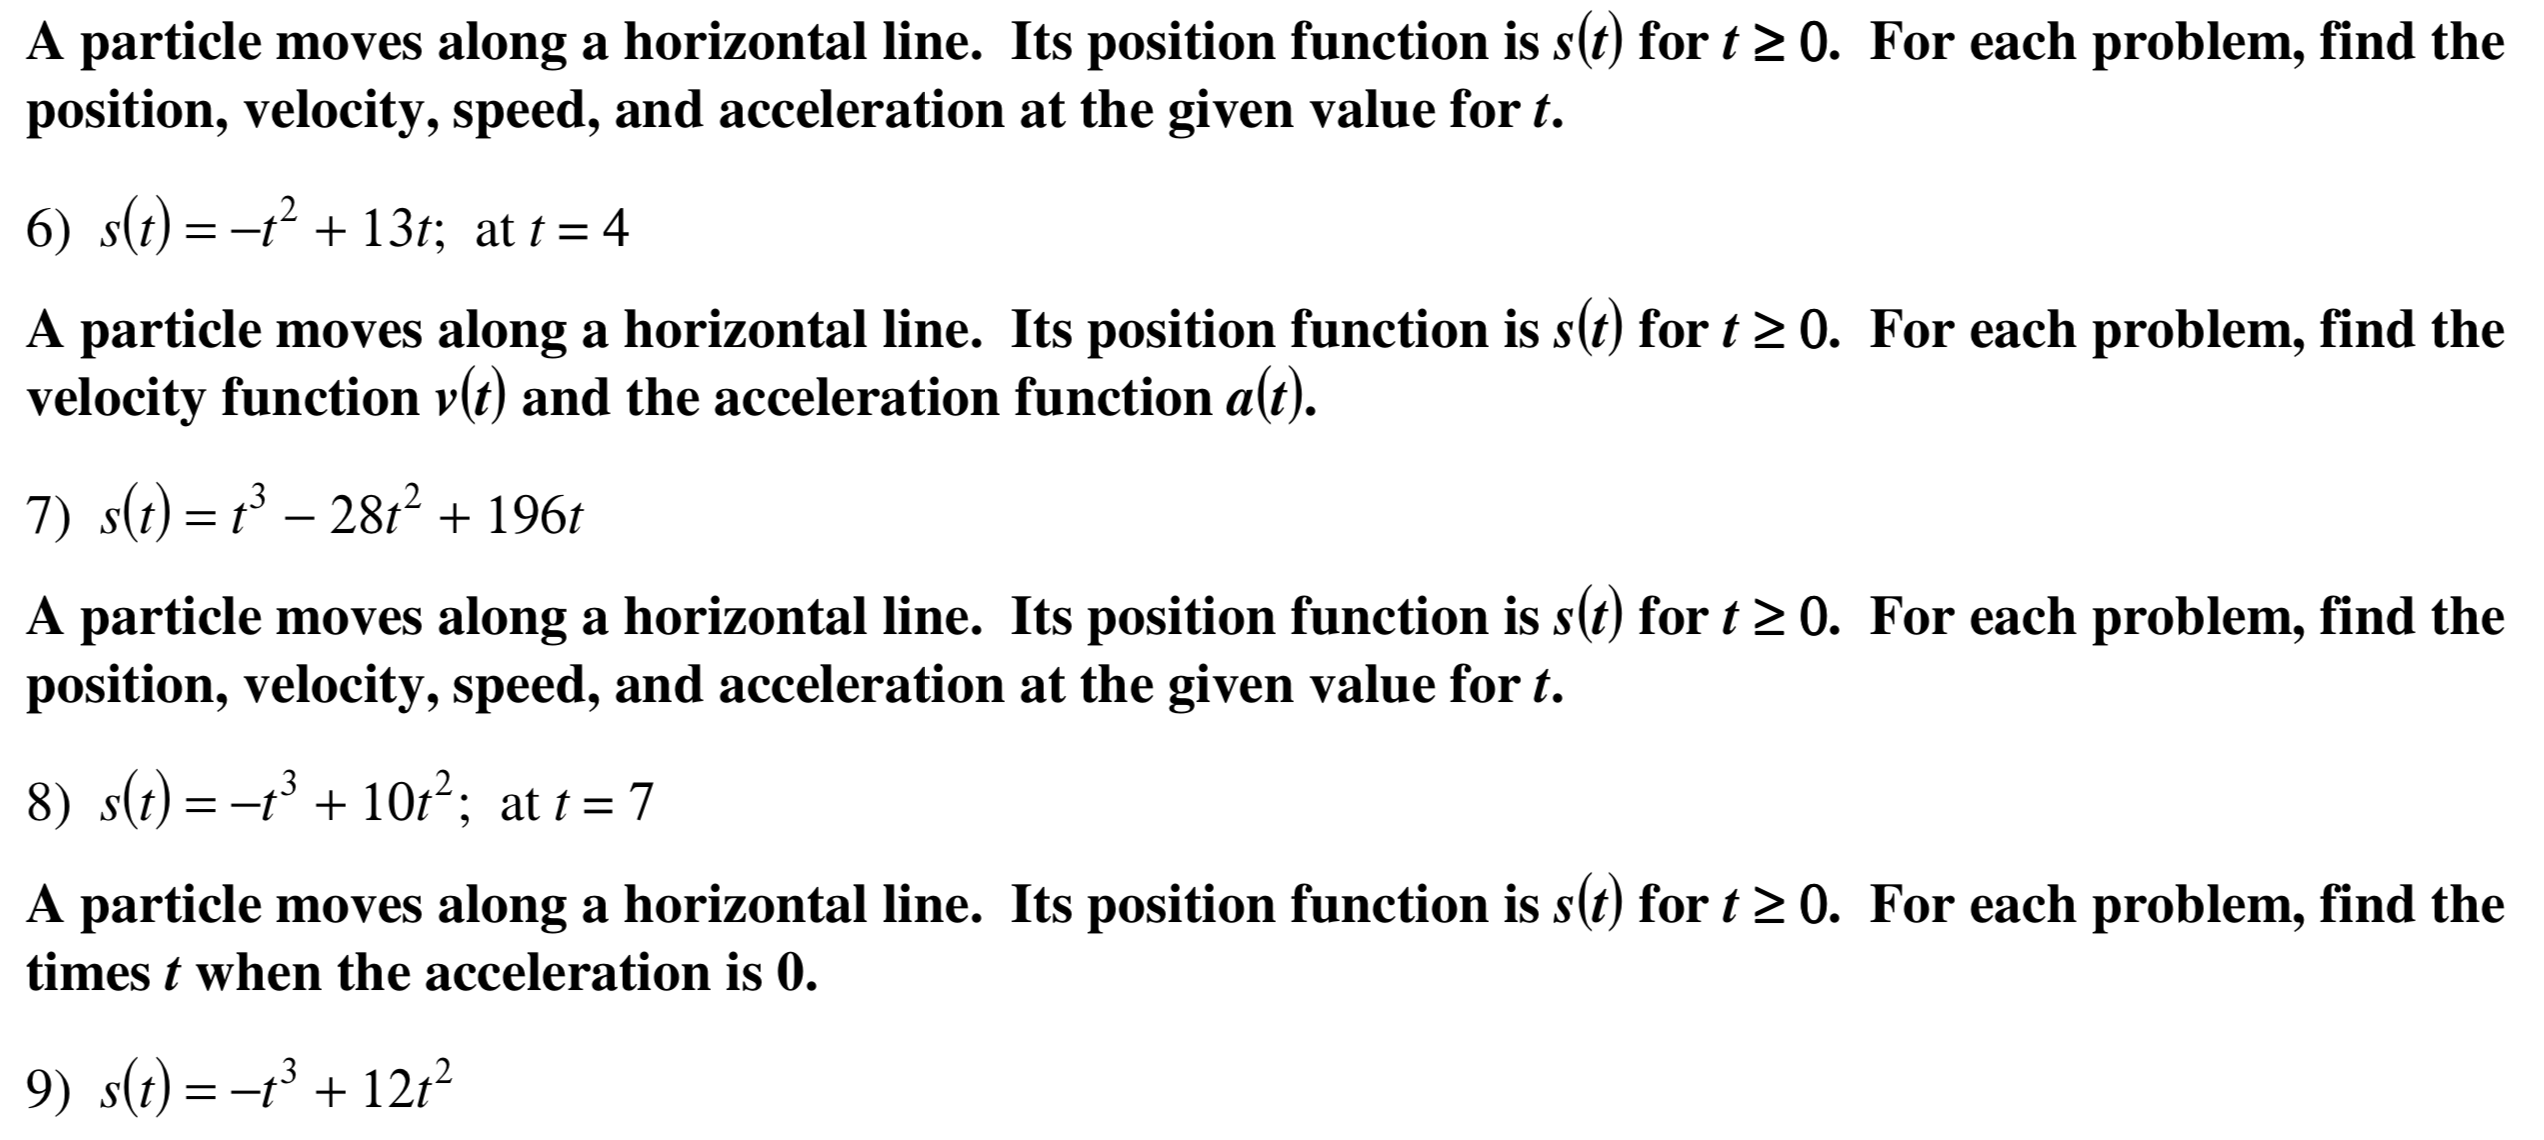 A particle moves along a horizontal line.  Its position function is s(t) for t ≥ 0.  For each problem, find the
position, velocity, speed, and acceleration at the given value for t.
6)  s(t) = −t² + 13t;  at t = 4
A particle moves along a horizontal line.  Its position function is s(t) for t ≥ 0.  For each problem, find the
velocity function v(t) and the acceleration function a(t).
7)  s(t) = t³ − 28t² + 196t
A particle moves along a horizontal line.  Its position function is s(t) for t ≥ 0.  For each problem, find the
position, velocity, speed, and acceleration at the given value for t.
8)  s(t) = −t³ + 10t²;  at t = 7
A particle moves along a horizontal line.  Its position function is s(t) for t ≥ 0.  For each problem, find the
times t when the acceleration is 0.
9)  s(t) = −t³ + 12t²